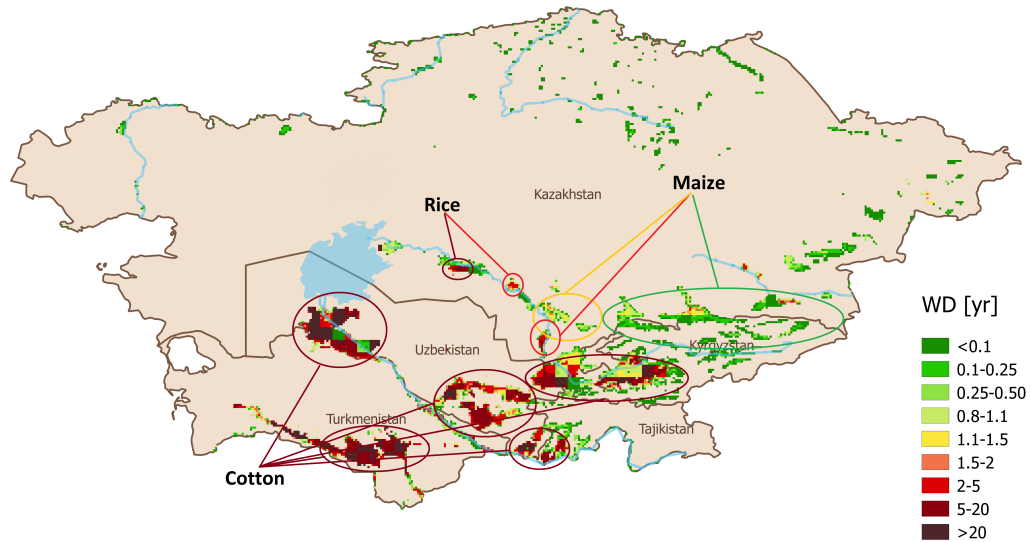 Kazakhstan
Maize
Rice
WD [yr]
Uzbekistan
Kyrgyzstan
<0.1
0.1-0.25
0.25-0.50
0.8-1.1
1.1-1.5
1.5-2
2-5
5-20
>20
Turkmenistan
Tajikistan
Cotton